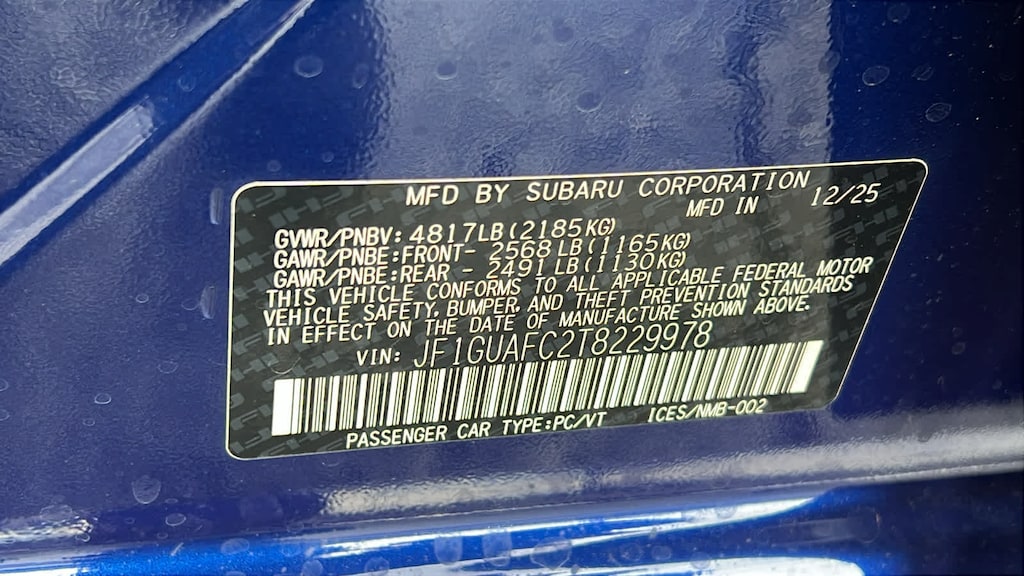 MFD BY SUBARU CORPORATION
MFD IN 12/25
GVWR/PNBV: 4817LB(2185KG)
GAWR/PNBE:FRONT- 2568LB(1165KG)
GAWR/PNBE:REAR - 2491LB(1130KG)
THIS VEHICLE CONFORMS TO ALL APPLICABLE FEDERAL MOTOR
VEHICLE SAFETY, BUMPER, AND THEFT PREVENTION STANDARDS
IN EFFECT ON THE DATE OF MANUFACTURE SHOWN ABOVE.
VIN: JF1GUAFC2T8229978
PASSENGER CAR TYPE:PC/VT ICES/NMB-002